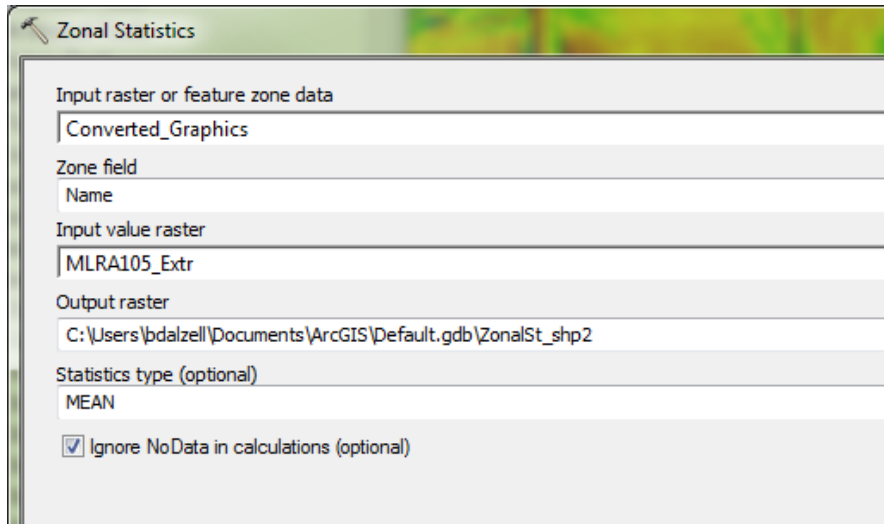 Zonal Statistics
Input raster or feature zone data
Converted_Graphics
Zone field
Name
Input value raster
MLRA105_Extr
Output raster
C:\Users\bdalzell\Documents\ArcGIS\Default.gdb\ZonalSt_shp2
Statistics type (optional)
MEAN
Ignore NoData in calculations (optional)